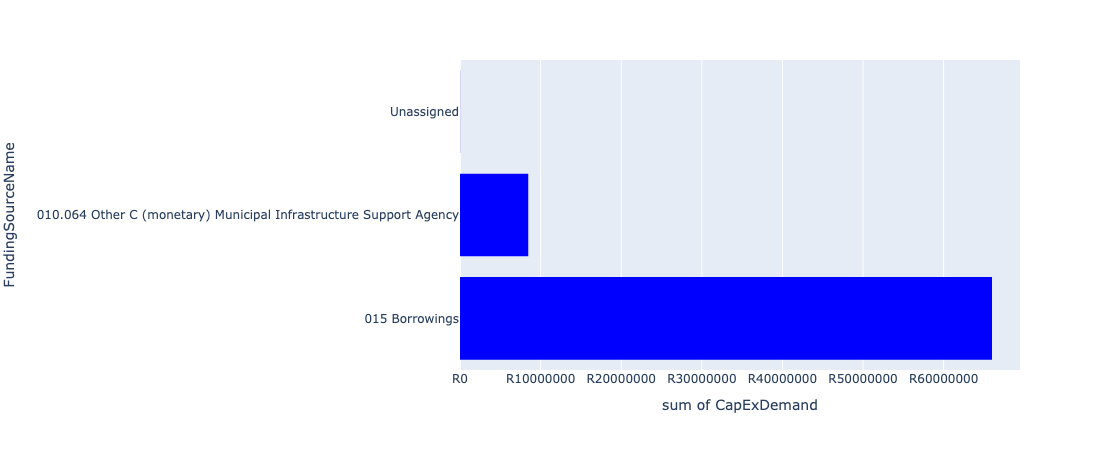 FundingSourceName
Unassigned
010.064 Other C (monetary) Municipal Infrastructure Support Agency
015 Borrowings
R0 R10000000 R20000000 R30000000 R40000000 R50000000 R60000000
sum of CapExDemand